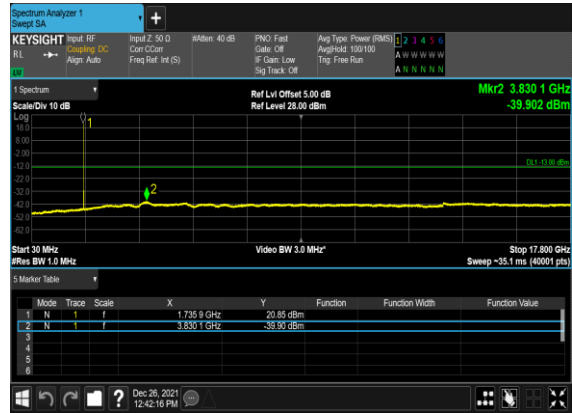 Spectrum Analyzer 1
Swept SA
+
KEYSIGHT Input: RF Input Z: 50 Ω #Atten: 40 dB PNO: Fast Avg Type: Power (RMS) 1 2 3 4 5 6
RL Coupling: DC Corr CCorr Gate: Off Avg|Hold: 100/100 A W W W W W
Align: Auto Freq Ref: Int (S) IF Gain: Low Trig: Free Run A N N N N N
Sig Track: Off
1 Spectrum Ref Lvl Offset 5.00 dB Mkr2 3.830 1 GHz
Scale/Div 10 dB Ref Level 28.00 dBm -39.902 dBm
Log
18.0
8.00
-2.00
-12.0
-22.0
-32.0
-42.0
-52.0
-62.0
1
DL1 -13.00 dBm
2
Start 30 MHz Video BW 3.0 MHz* Stop 17.800 GHz
#Res BW 1.0 MHz Sweep ~35.1 ms (40001 pts)
5 Marker Table
Mode Trace Scale X Y Function Function Width Function Value
1 N 1 f 1.735 9 GHz 20.85 dBm
2 N 1 f 3.830 1 GHz -39.90 dBm
3
4
5
6
? Dec 26, 2021
12:42:16 PM